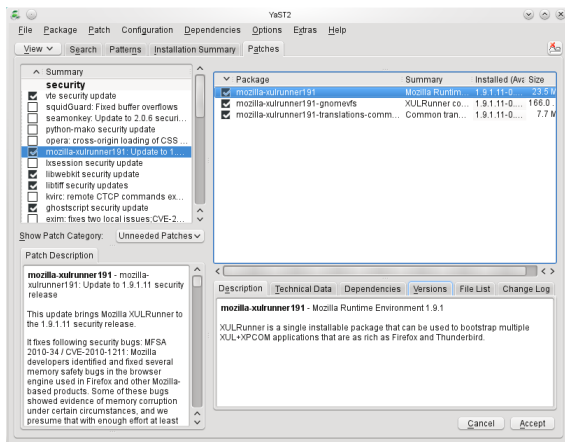 YaST2
File Package Patch Configuration Dependencies Options Extras Help
View Search Patterns Installation Summary Patches
Summary
security
vte security update
squidGuard: Fixed buffer overflows
seamonkey: Update to 2.0.6 securi...
python-mako security update
opera: cross-origin loading of CSS ...
mozilla-xulrunner191: Update to 1....
lxsession security update
libwebkit security update
libtiff security updates
kvirc: remote CTCP commands ex...
ghostscript security update
exim: fixes two local issues;CVE-2...
Show Patch Category: Unneeded Patches
Patch Description
mozilla-xulrunner191 - mozilla-
xulrunner191: Update to 1.9.1.11 security
release
This update brings Mozilla XULRunner to
the 1.9.1.11 security release.
It fixes following security bugs: MFSA
2010-34 / CVE-2010-1211: Mozilla
developers identified and fixed several
memory safety bugs in the browser
engine used in Firefox and other Mozilla-
based products. Some of these bugs
showed evidence of memory corruption
under certain circumstances, and we
presume that with enough effort at least
Package Summary Installed (Ava Size
mozilla-xulrunner191 Mozilla Runtim... 1.9.1.11-0.... 23.5 M
mozilla-xulrunner191-gnomevfs XULRunner co... 1.9.1.11-0.... 166.0 .
mozilla-xulrunner191-translations-comm... Common tran... 1.9.1.11-0.... 7.7 M
Description Technical Data Dependencies Versions File List Change Log
mozilla-xulrunner191 - Mozilla Runtime Environment 1.9.1
XULRunner is a single installable package that can be used to bootstrap multiple
XUL+XPCOM applications that are as rich as Firefox and Thunderbird.
Cancel Accept